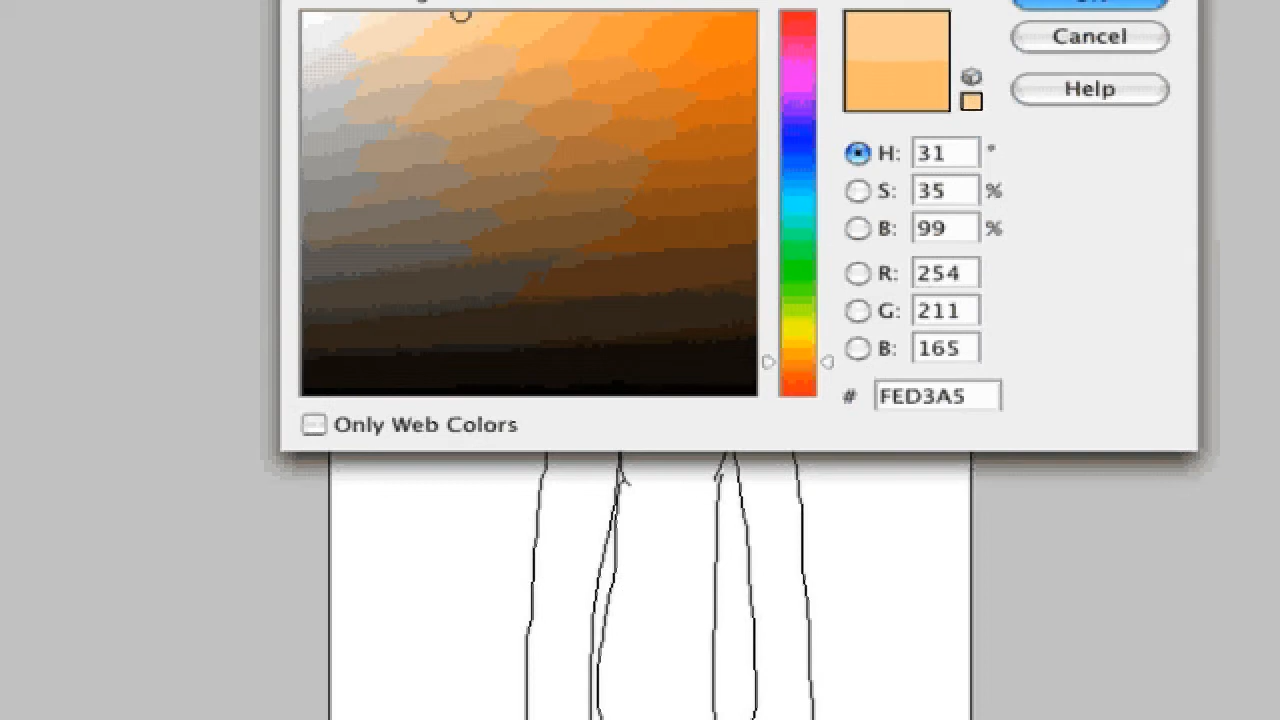 Cancel
Help
H: 31 °
S: 35 %
B: 99 %
R: 254
G: 211
B: 165
# FED3A5
Only Web Colors